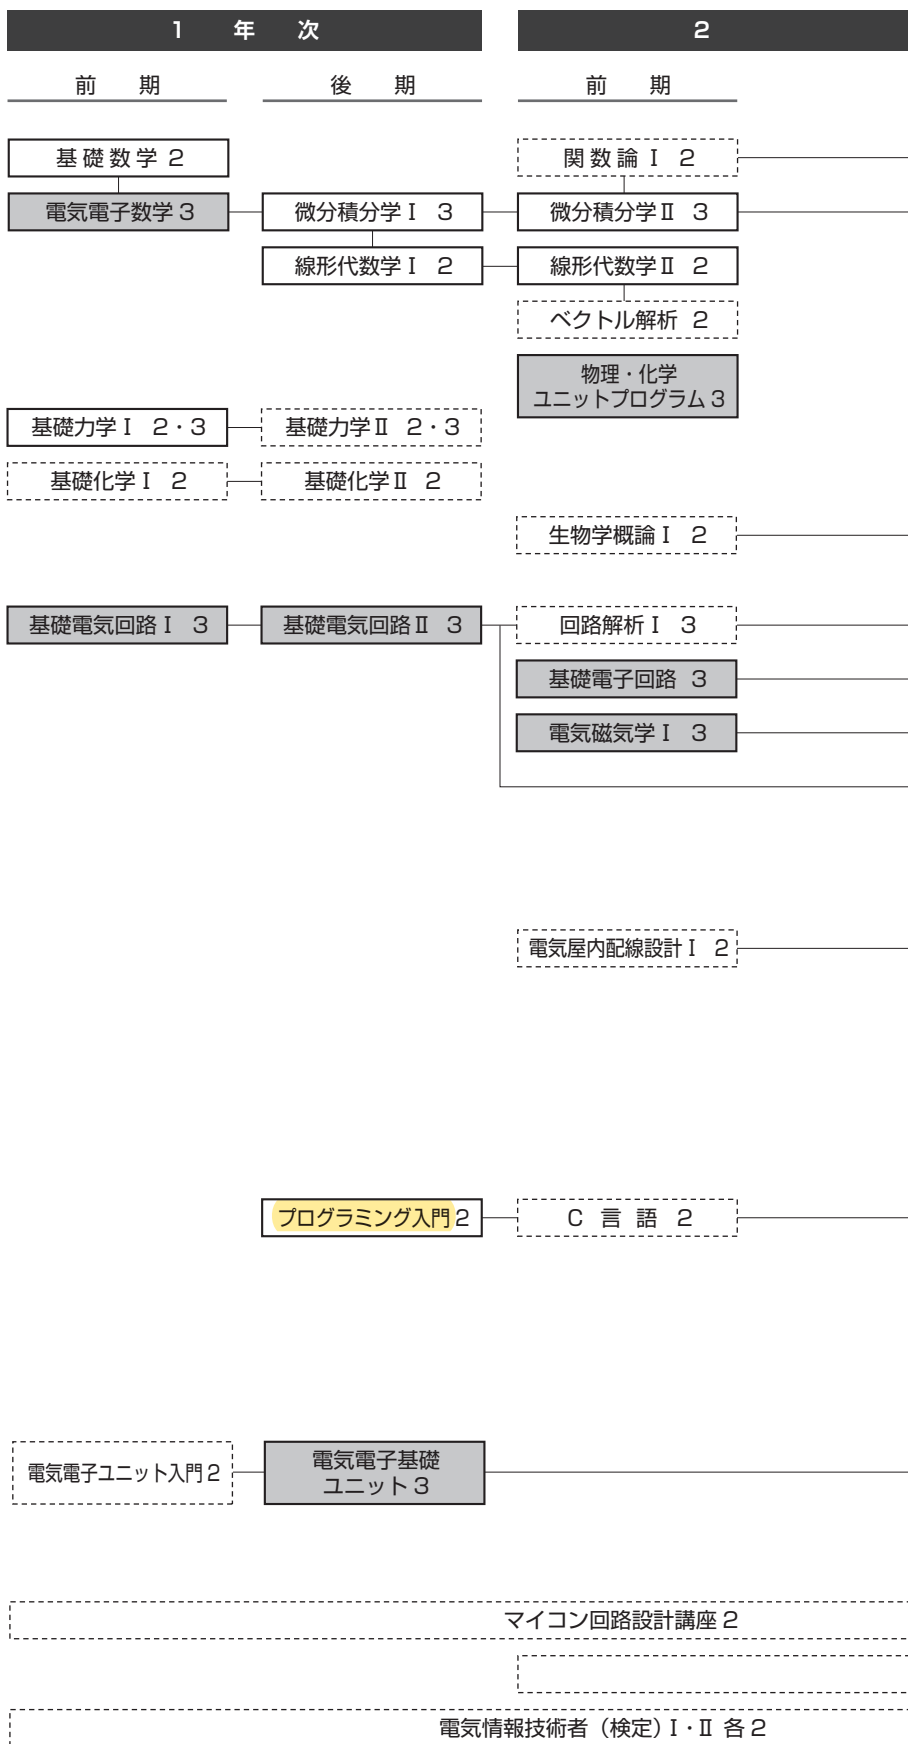 1 年 次
2
前 期
後 期
前 期
基礎数学 2
関数論Ⅰ 2
電気電子数学 3
微分積分学Ⅰ 3
微分積分学Ⅱ 3
線形代数学Ⅰ 2
線形代数学Ⅱ 2
ベクトル解析 2
物理・化学
ユニットプログラム 3
基礎力学Ⅰ 2・3
基礎力学Ⅱ 2・3
基礎化学Ⅰ 2
基礎化学Ⅱ 2
生物学概論Ⅰ 2
基礎電気回路Ⅰ 3
基礎電気回路Ⅱ 3
回路解析Ⅰ 3
基礎電子回路 3
電気磁気学Ⅰ 3
電気屋内配線設計Ⅰ 2
プログラミング入門 2
C 言 語 2
電気電子ユニット入門 2
電気電子基礎
ユニット 3
マイコン回路設計講座 2
電気情報技術者（検定）Ⅰ・Ⅱ 各 2